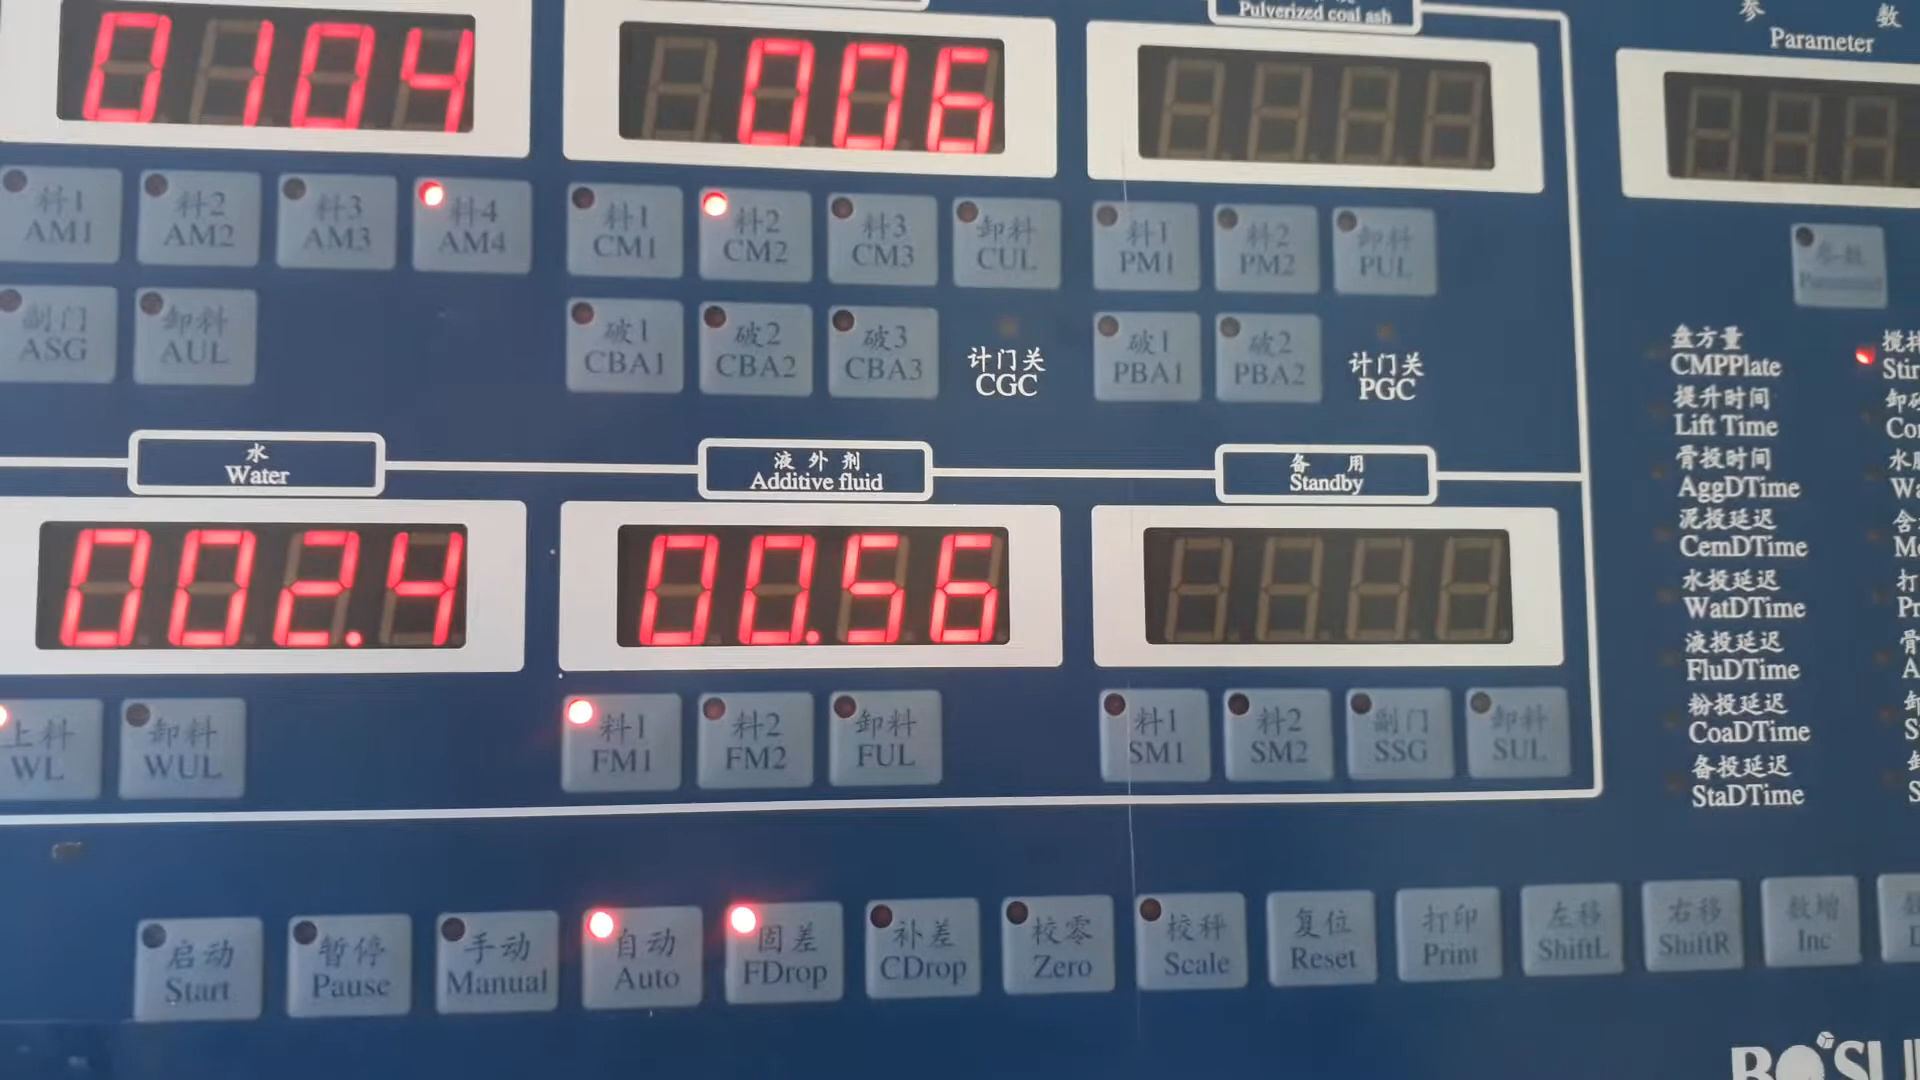 Pulverized coal ash
参 数
Parameter
0104
006
料1
AM1
料2
AM2
料3
AM3
料4
AM4
料1
CM1
料2
CM2
料3
CM3
卸料
CUL
料1
PM1
料2
PM2
卸料
PUL
参数
副门
ASG
卸料
AUL
破1
CBA1
破2
CBA2
破3
CBA3
计门关
CGC
破1
PBA1
破2
PBA2
计门关
PGC
盘方量
CMPPlate
提升时间
Lift Time
骨投时间
AggDTime
泥投延迟
CemDTime
水投延迟
WatDTime
液投延迟
FluDTime
粉投延迟
CoaDTime
备投延迟
StaDTime
水
Water
液外剂
Additive fluid
备用
Standby
002.4
00.56
上料
WL
卸料
WUL
料1
FM1
料2
FM2
卸料
FUL
料1
SM1
料2
SM2
副门
SSG
卸料
SUL
启动
Start
暂停
Pause
手动
Manual
自动
Auto
固差
FDrop
补差
CDrop
校零
Zero
校秤
Scale
复位
Reset
打印
Print
左移
ShiftL
右移
ShiftR
数增
Inc